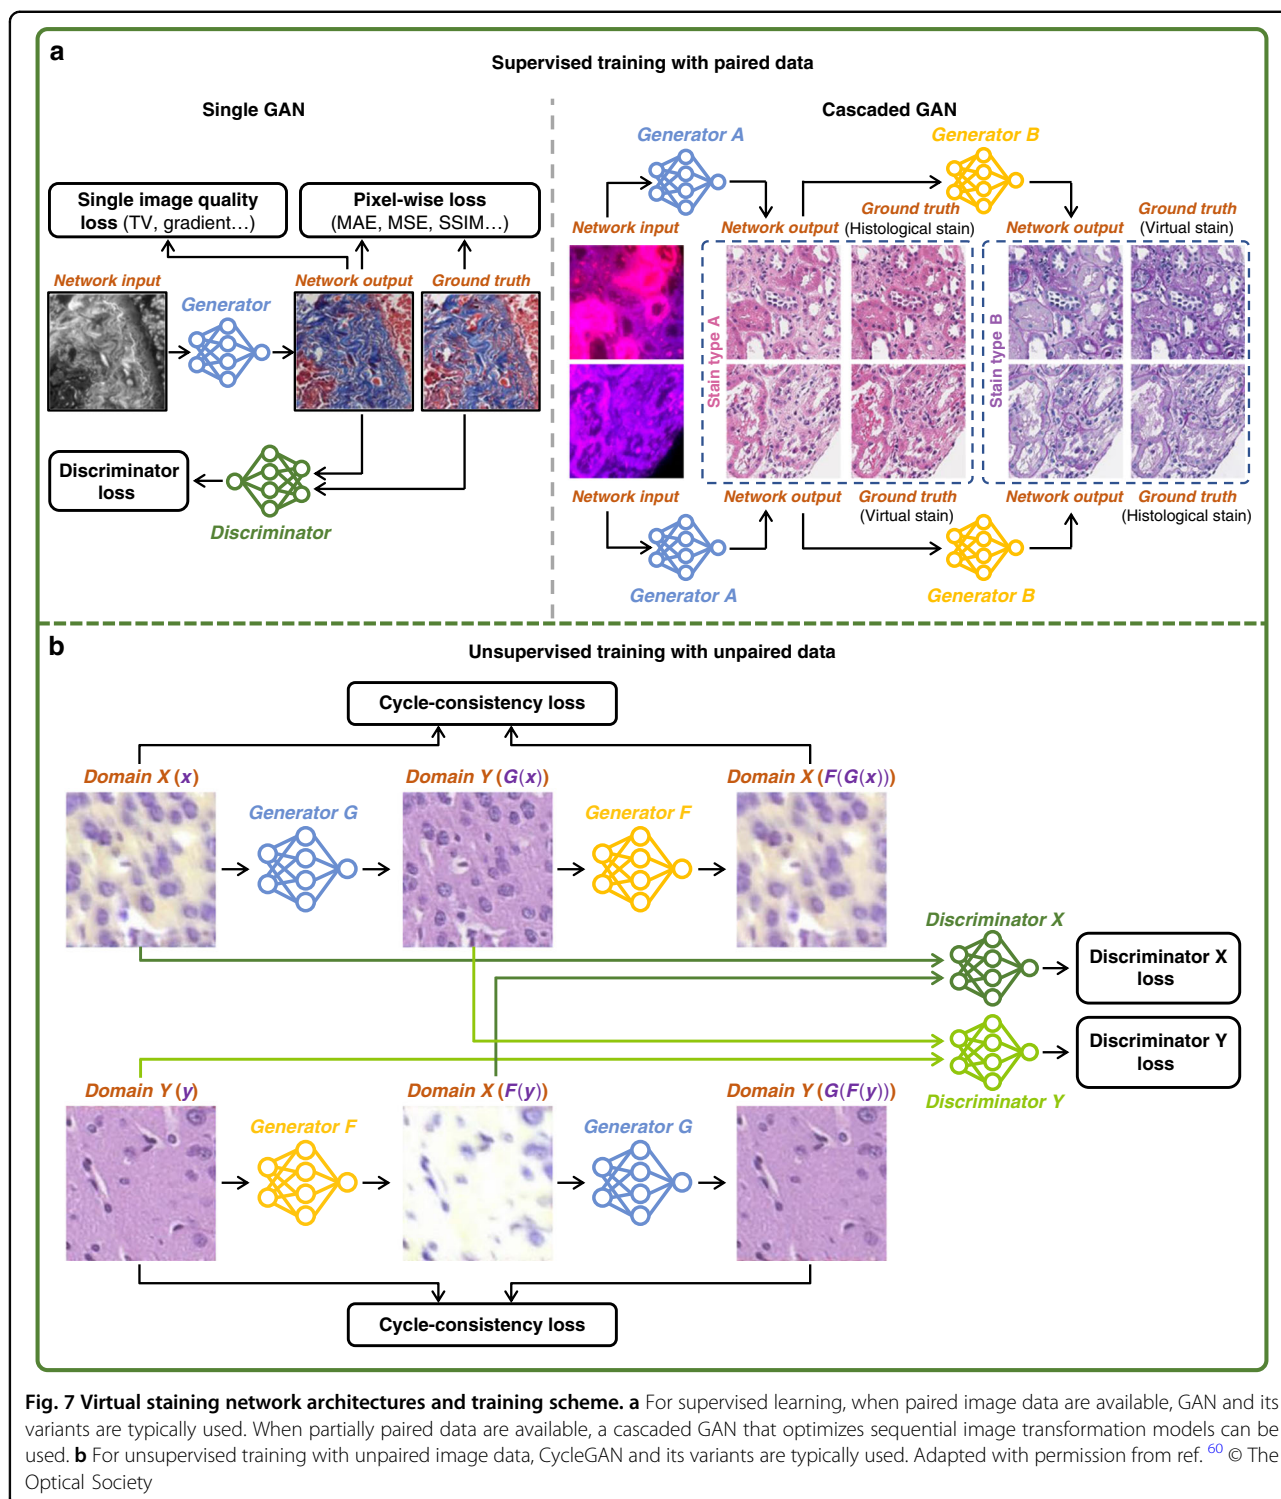 a
Supervised training with paired data
Single GAN
Single image quality
loss (TV, gradient...)
Pixel-wise loss
(MAE, MSE, SSIM...)
Network input
Generator
Network output
Ground truth
Discriminator
loss
Discriminator
Cascaded GAN
Generator A
Generator B
Network input
Network output
Ground truth
(Histological stain)
Network output
Ground truth
(Virtual stain)
Stain type A
Stain type B
Network input
Network output
Ground truth
(Virtual stain)
Network output
Ground truth
(Histological stain)
Generator A
Generator B
b
Unsupervised training with unpaired data
Cycle-consistency loss
Domain X (x)
Generator G
Domain Y (G(x))
Generator F
Domain X (F(G(x)))
Discriminator X
Discriminator X
loss
Discriminator Y
loss
Discriminator Y
Domain Y (y)
Generator F
Domain X (F(y))
Generator G
Domain Y (G(F(y)))
Cycle-consistency loss
Fig. 7 Virtual staining network architectures and training scheme. a For supervised learning, when paired image data are available, GAN and its
variants are typically used. When partially paired data are available, a cascaded GAN that optimizes sequential image transformation models can be
used. b For unsupervised training with unpaired image data, CycleGAN and its variants are typically used. Adapted with permission from ref. 60 © The
Optical Society